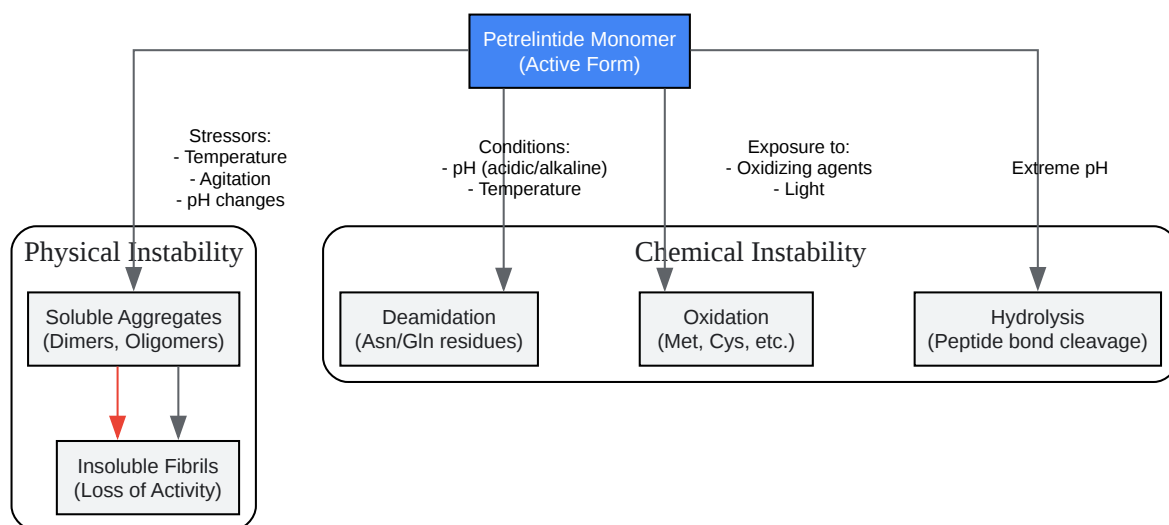 Petrelintide Monomer
(Active Form)
Stressors:
- Temperature
- Agitation
- pH changes
Conditions:
- pH (acidic/alkaline)
- Temperature
Exposure to:
- Oxidizing agents
- Light
Extreme pH
Physical Instability
Chemical Instability
Soluble Aggregates
(Dimers, Oligomers)
Deamidation
(Asn/Gln residues)
Oxidation
(Met, Cys, etc.)
Hydrolysis
(Peptide bond cleavage)
Insoluble Fibrils
(Loss of Activity)